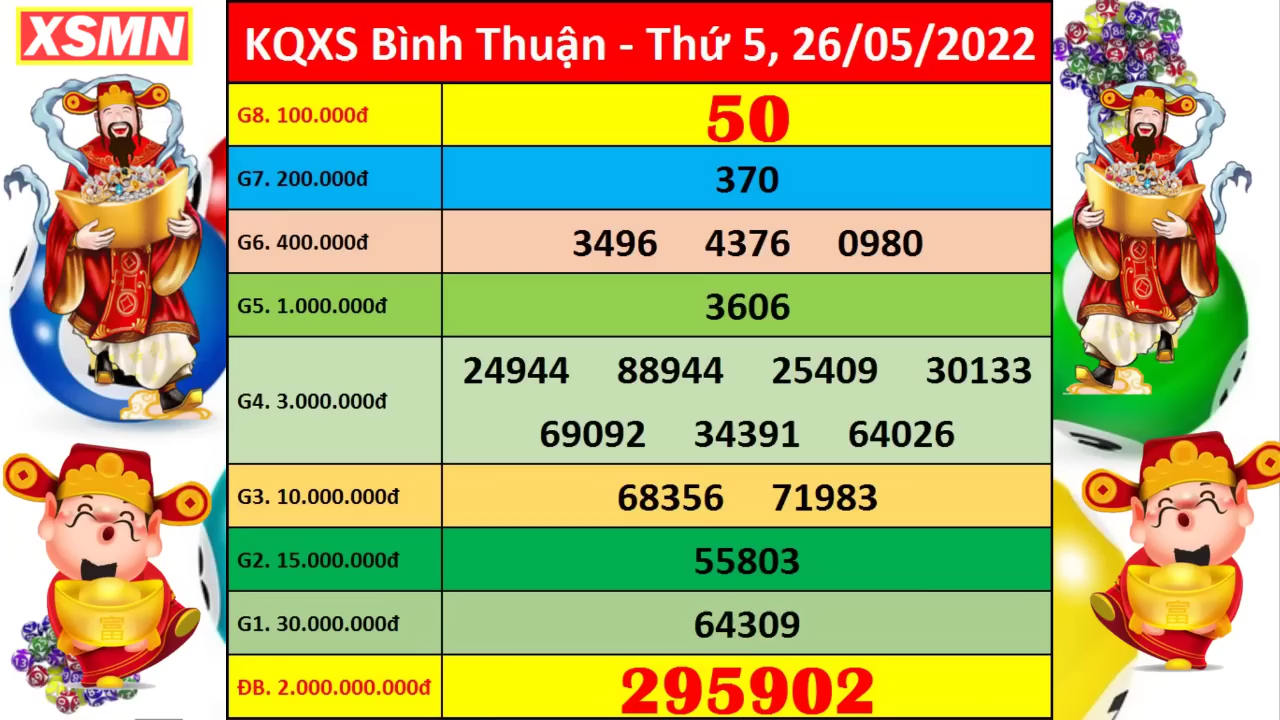 XSMN
KQXS Bình Thuận - Thứ 5, 26/05/2022
G8. 100.000đ 50
G7. 200.000đ 370
G6. 400.000đ 3496 4376 0980
G5. 1.000.000đ 3606
G4. 3.000.000đ 24944 88944 25409 30133
69092 34391 64026
G3. 10.000.000đ 68356 71983
G2. 15.000.000đ 55803
G1. 30.000.000đ 64309
ĐB. 2.000.000.000đ 295902
富
富